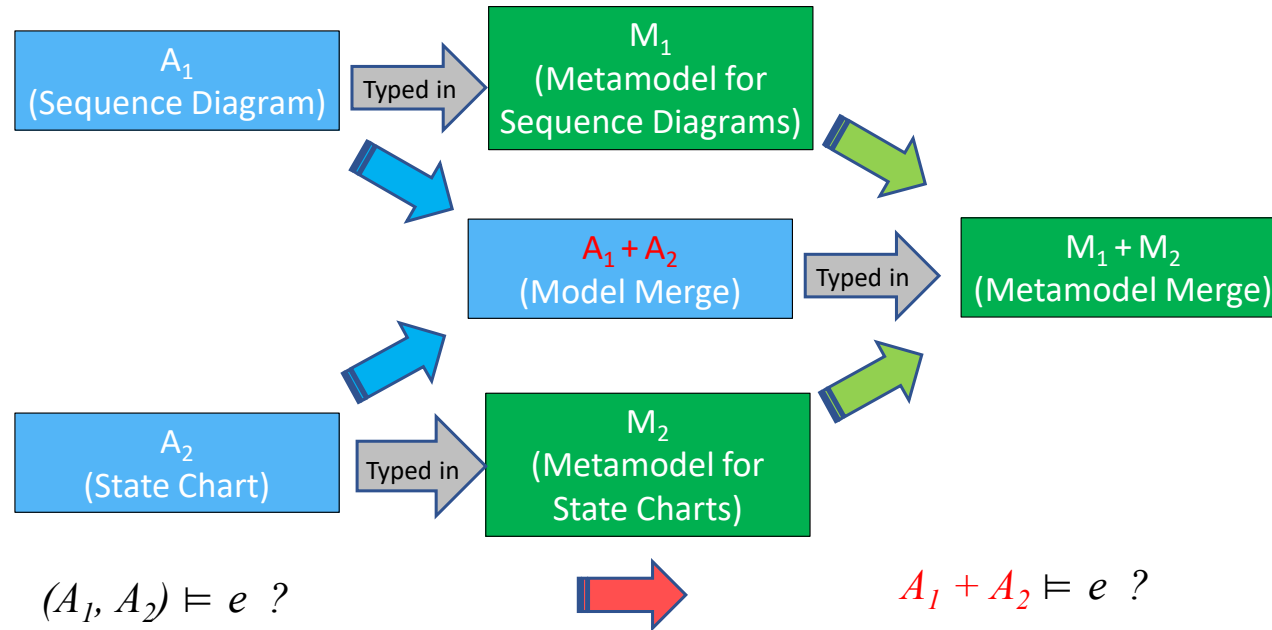 A₁
(Sequence Diagram)
Typed in
M₁
(Metamodel for
Sequence Diagrams)
A₁ + A₂
(Model Merge)
Typed in
M₁ + M₂
(Metamodel Merge)
A₂
(State Chart)
Typed in
M₂
(Metamodel for
State Charts)
(A₁, A₂) ⊨ e ?
A₁ + A₂ ⊨ e ?